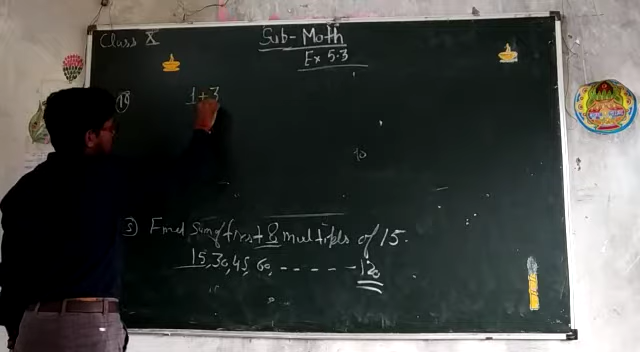 Class X
Sub- Math
Ex 5.3
1+3
10
5) Find Sum of first 8 multiples of 15.
15, 30, 45, 60, - - - - - - 120